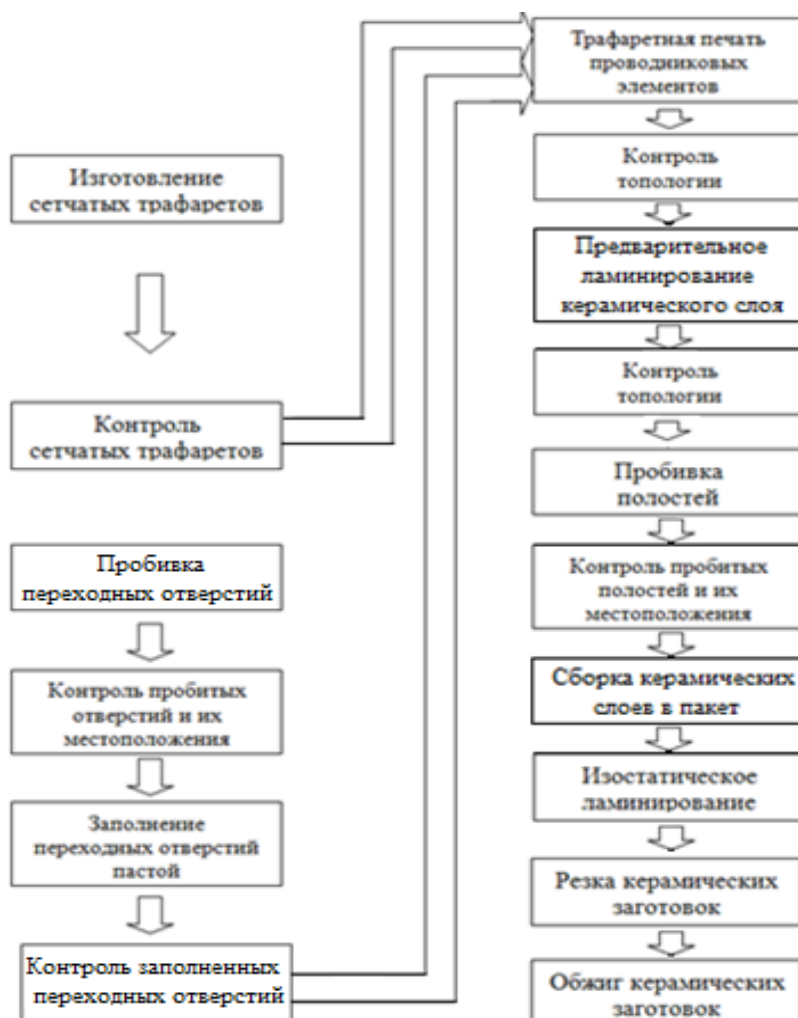 Изготовление
сетчатых трафаретов
Контроль
сетчатых трафаретов
Пробивка
переходных отверстий
Контроль пробитых
отверстий и их
местоположения
Заполнение
переходных отверстий
пастой
Контроль заполненных
переходных отверстий
Трафаретная печать
проводниковых
элементов
Контроль
топологии
Предварительное
ламинирование
керамического слоя
Контроль
топологии
Пробивка
полостей
Контроль пробитых
полостей и их
местоположения
Сборка керамических
слоев в пакет
Изостатическое
ламинирование
Резка керамических
заготовок
Обжиг керамических
заготовок